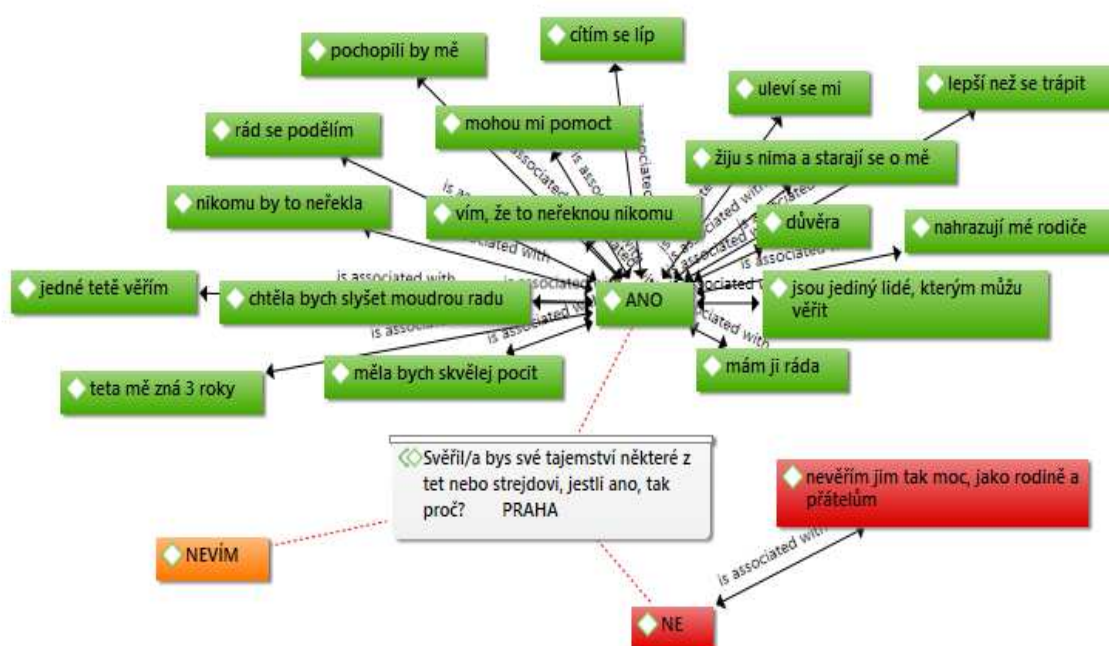 pochopili by mě
cítím se líp
uleví se mi
lepší než se trápit
rád se podělím
mohou mi pomoct
žiju s nima a starají se o mě
nikomu by to neřekla
vím, že to neřeknou nikomu
důvěra
nahrazují mé rodiče
jedné tetě věřím
is associated with
chtěla bych slyšet moudrou radu
ANO
jsou jediný lidé, kterým můžu
věřit
teta mě zná 3 roky
měla bych skvělej pocit
mám ji ráda
Svěřil/a bys své tajemství některé z
tet nebo strejdovi, jestli ano, tak
proč? PRAHA
nevěřím jim tak moc, jako rodině a
přátelům
NEVÍM
is associated with
NE